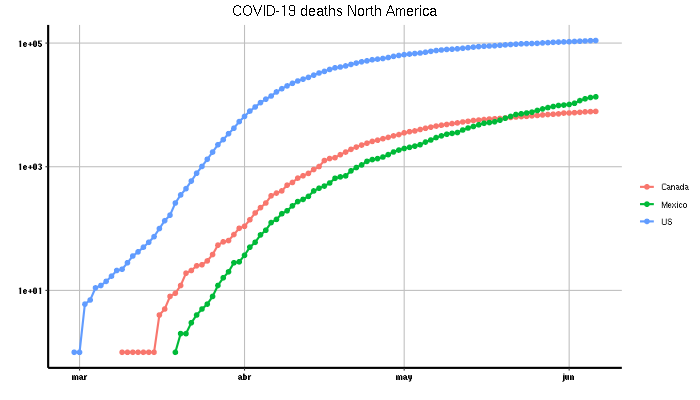 COVID-19 deaths North America
1e+05
1e+03
1e+01
mar abr may jun
Canada
Mexico
US